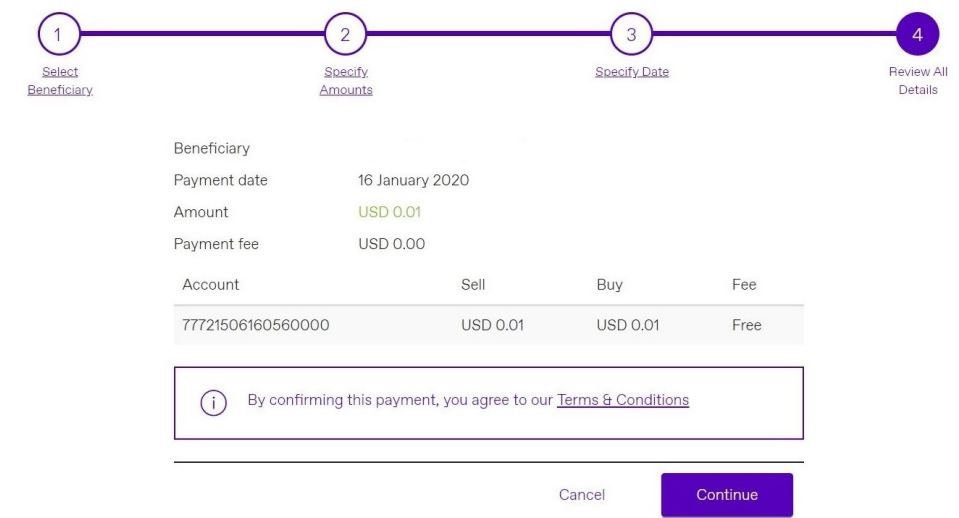 1 2 3 4
Select Beneficiary
Specify Amounts
Specify Date
Review All Details
Beneficiary
Payment date 16 January 2020
Amount USD 0.01
Payment fee USD 0.00
Account Sell Buy Fee
77721506160560000 USD 0.01 USD 0.01 Free
i By confirming this payment, you agree to our Terms & Conditions
Cancel Continue